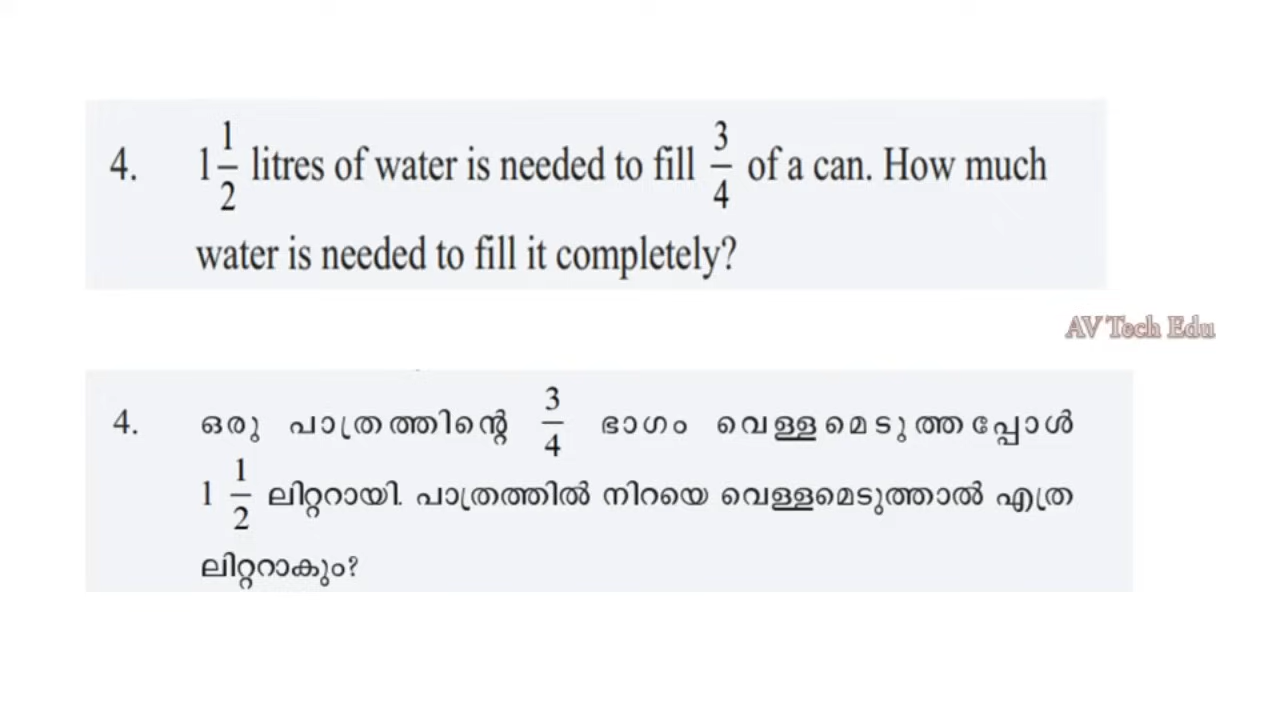 4. 1 1/2 litres of water is needed to fill 3/4 of a can. How much
water is needed to fill it completely?
AV Tech Edu
4. ഒരു പാത്രത്തിന്റെ 3/4 ഭാഗം വെള്ളമെടുത്തപ്പോൾ
1 1/2 ലിറ്ററായി. പാത്രത്തിൽ നിറയെ വെള്ളമെടുത്താൽ എത്ര
ലിറ്ററാകും?